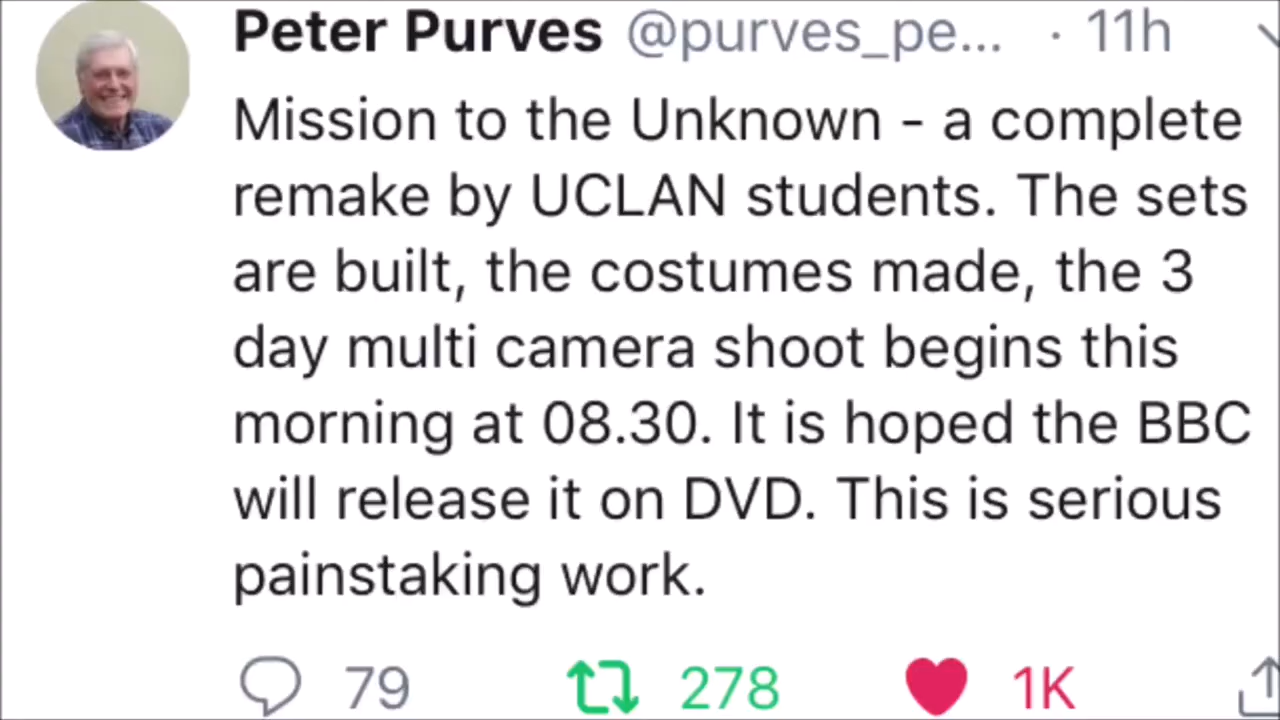 Peter Purves @purves_pe... · 11h
Mission to the Unknown - a complete
remake by UCLAN students. The sets
are built, the costumes made, the 3
day multi camera shoot begins this
morning at 08.30. It is hoped the BBC
will release it on DVD. This is serious
painstaking work.
79 278 1K